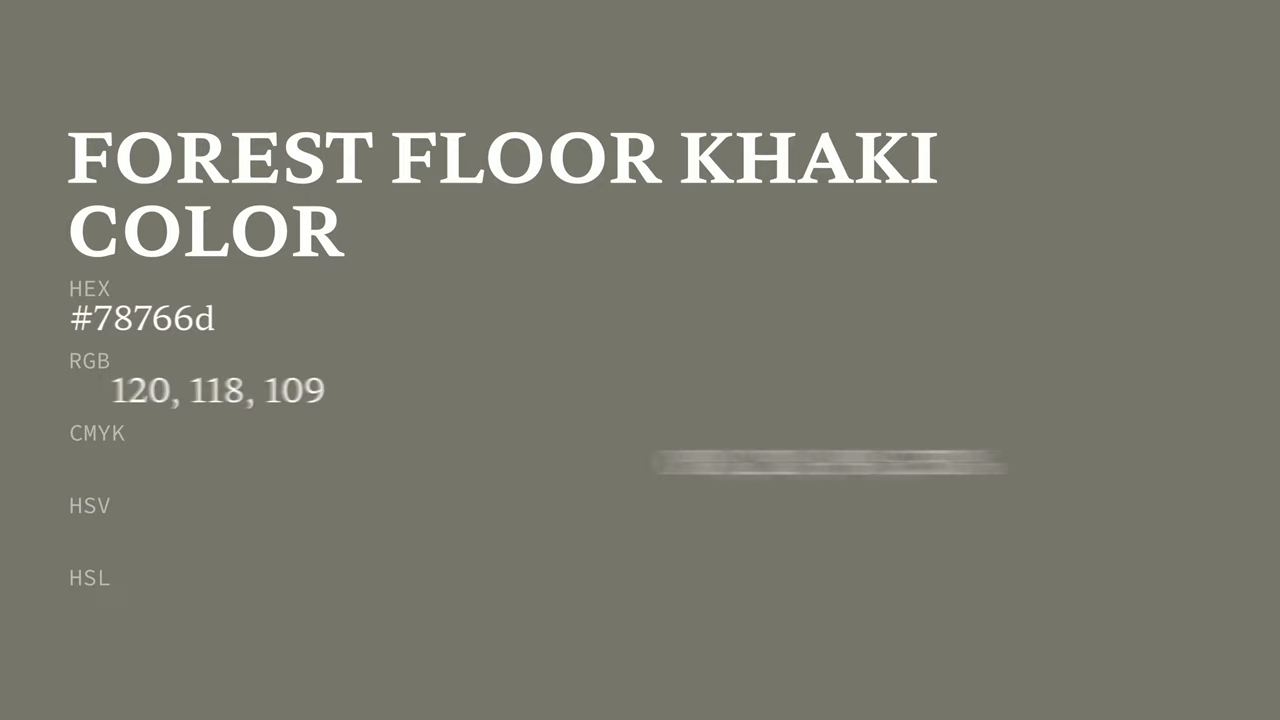 FOREST FLOOR KHAKI
COLOR
HEX
#78766d
RGB
120, 118, 109
CMYK
HSV
HSL